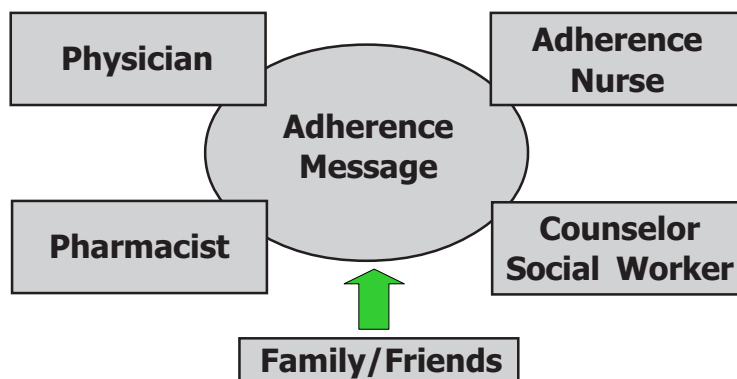 Physician
Adherence
Nurse
Adherence
Message
Pharmacist
Counselor
Social Worker
Family/Friends